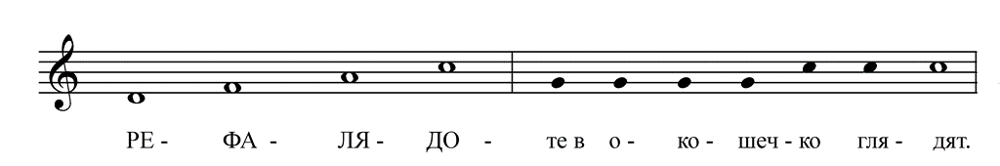 РЕ - ФА - ЛЯ - ДО - те в о - ко - шеч - ко гля - дят.